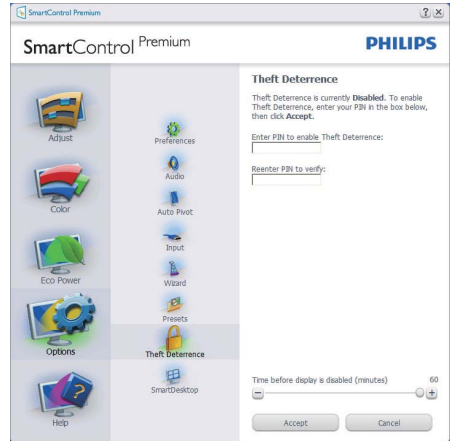 SmartControl Premium
SmartControl Premium
PHILIPS
Adjust
Color
Eco Power
Options
Help
Preferences
Audio
Auto Pivot
Input
Wizard
Presets
Theft Deterrence
SmartDesktop
Theft Deterrence
Theft Deterrence is currently Disabled. To enable
Theft Deterrence, enter your PIN in the box below,
then click Accept.
Enter PIN to enable Theft Deterrence:
Reenter PIN to verify:
Time before display is disabled (minutes) 60
Accept Cancel